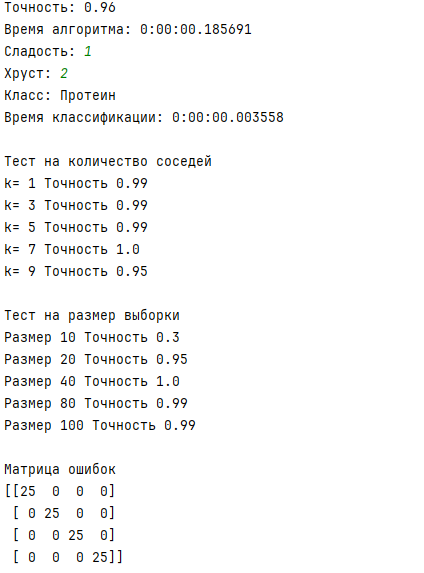 Точность: 0.96
Время алгоритма: 0:00:00.185691
Сладость: 1
Хруст: 2
Класс: Протеин
Время классификации: 0:00:00.003558
Тест на количество соседей
k= 1 Точность 0.99
k= 3 Точность 0.99
k= 5 Точность 0.99
k= 7 Точность 1.0
k= 9 Точность 0.95
Тест на размер выборки
Размер 10 Точность 0.3
Размер 20 Точность 0.95
Размер 40 Точность 1.0
Размер 80 Точность 0.99
Размер 100 Точность 0.99
Матрица ошибок
[[25  0  0  0]
 [ 0 25  0  0]
 [ 0  0 25  0]
 [ 0  0  0 25]]